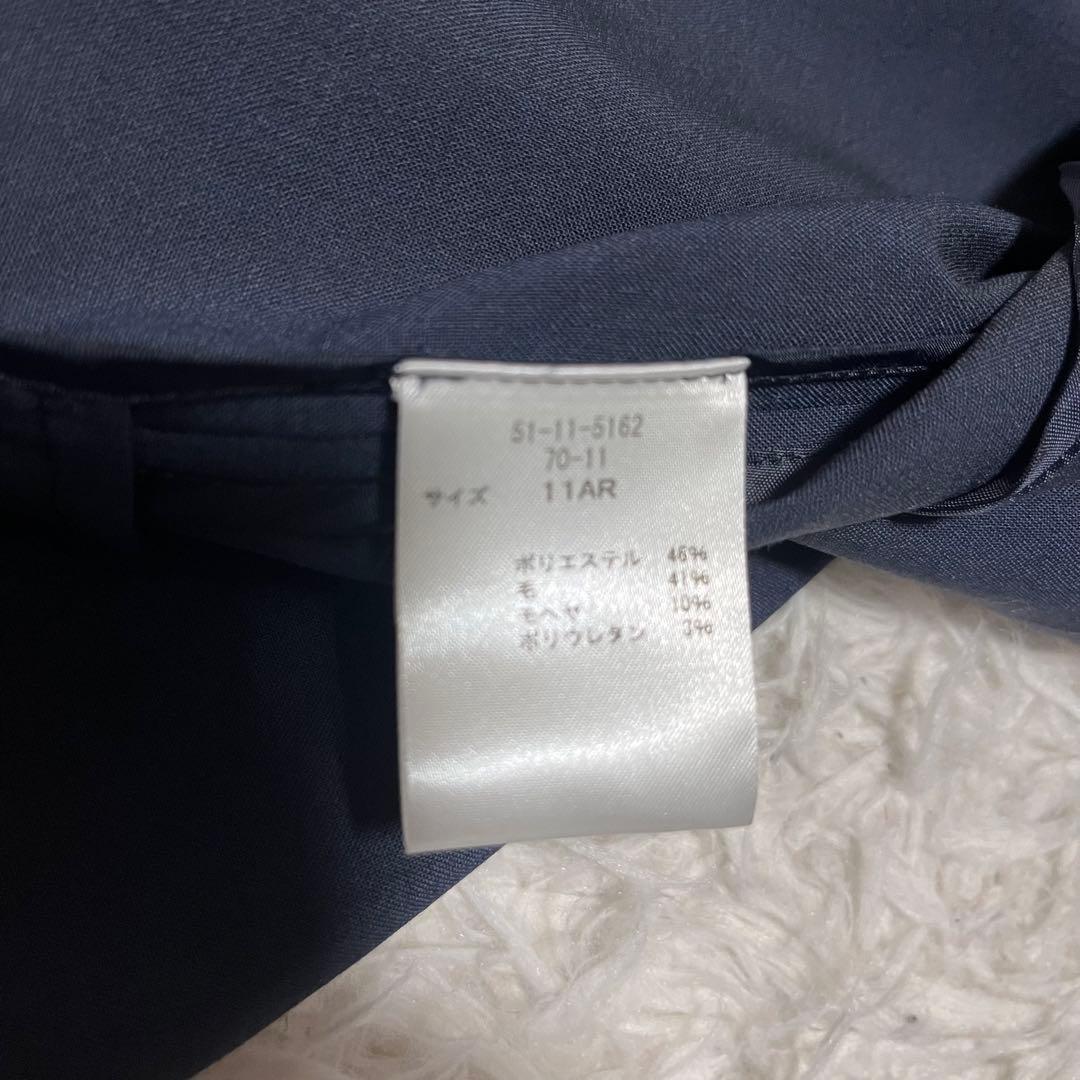 51-11-5162
70-11
サイズ 11AR
ポリエステル 46%
毛 41%
モヘヤ 10%
ポリウレタン 3%